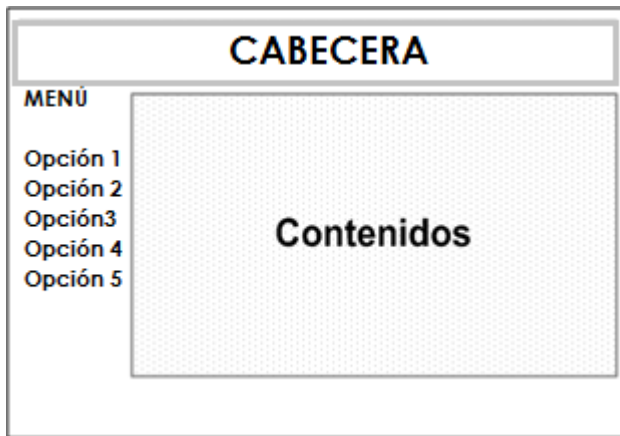 CABECERA
MENÚ
Opción 1
Opción 2
Opción3
Opción 4
Opción 5
Contenidos